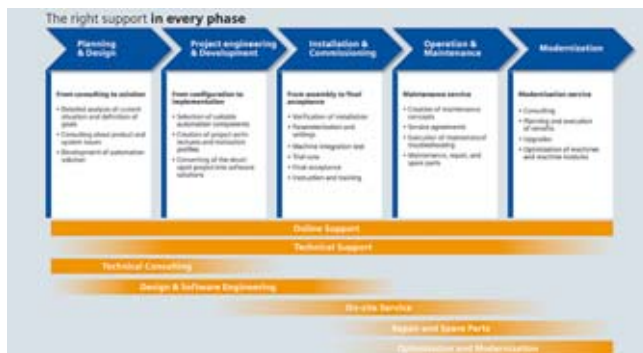 The right support in every phase
Planning
& Design
Project engineering
& Development
Installation &
Commissioning
Operation &
Maintenance
Modernization
From consulting to solution
• Detailed analysis of current
situation and definition of
goals
• Consulting about product and
system issues
• Development of automation
solution
From configuration to
implementation
• Selection of suitable
automation components
• Creation of project
and
profiles
• Converting of the
project into software
solutions
From assembly to final
acceptance
• Verification of installation
• Parameterization and
settings
• Machine integration test
• Trial runs
• Final acceptance
• Instruction and training
Maintenance service
• Creation of maintenance
concepts
• Service agreements
• Execution of maintenance/
troubleshooting
• Maintenance, repair, and
spare parts
Modernization service
• Consulting
• Planning and execution
of
• Upgrades
• Optimization of machines
and machine modules
Online Support
Technical Support
Technical Consulting
Design & Software Engineering
On-site Service
Repair and Spare Parts
Optimization and Modernization